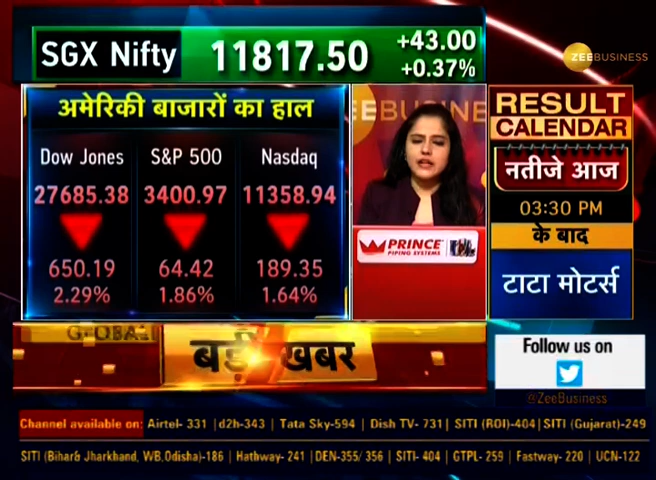 SGX Nifty 11817.50 +43.00
+0.37%
ZEEBUSINESS
अमेरिकी बाजारों का हाल
Dow Jones S&P 500 Nasdaq
27685.38 3400.97 11358.94
650.19 64.42 189.35
2.29% 1.86% 1.64%
EEBUSINE
PRINCE
PIPING SYSTEMS
RESULT
CALENDAR
नतीजे आज
03:30 PM
के बाद
टाटा मोटर्स
GLOBAL
बड़ी खबर
Follow us on
@ZeeBusiness
Channel available on: Airtel- 331 |d2h-343 | Tata Sky-594 | Dish TV- 731| SITI (ROI)-404|SITI (Gujarat)-249
SITI (Bihar& Jharkhand, WB,Odisha)-186 | Hathway- 241 |DEN-355/ 356 | SITI- 404 | GTPL- 259 | Fastway- 220 | UCN-122